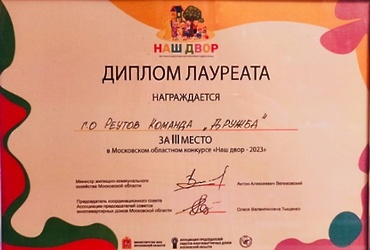 НАШ ДВОР
ДИПЛОМ ЛАУРЕАТА
НАГРАЖДАЕТСЯ
г.о Реутов Команда „Дружба"
ЗА III МЕСТО
в Московском областном конкурсе «Наш двор - 2023»
Министр жилищно-коммунального
хозяйства Московской области
Антон Алексеевич Велиховский
Председатель координационного совета
Ассоциации председателей советов
многоквартирных домов Московской области
Олеся Валентиновна Тыщенко